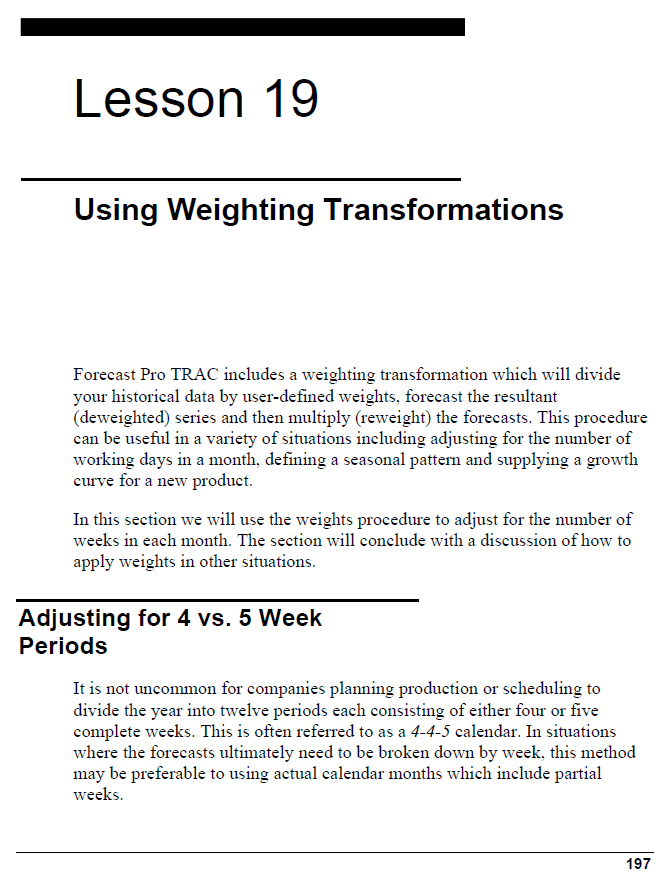 Lesson 19
Using Weighting Transformations
Forecast Pro TRAC includes a weighting transformation which will divide
your historical data by user-defined weights, forecast the resultant
(deweighted) series and then multiply (reweight) the forecasts. This procedure
can be useful in a variety of situations including adjusting for the number of
working days in a month, defining a seasonal pattern and supplying a growth
curve for a new product.
In this section we will use the weights procedure to adjust for the number of
weeks in each month. The section will conclude with a discussion of how to
apply weights in other situations.
Adjusting for 4 vs. 5 Week
Periods
It is not uncommon for companies planning production or scheduling to
divide the year into twelve periods each consisting of either four or five
complete weeks. This is often referred to as a 4-4-5 calendar. In situations
where the forecasts ultimately need to be broken down by week, this method
may be preferable to using actual calendar months which include partial
weeks.
197